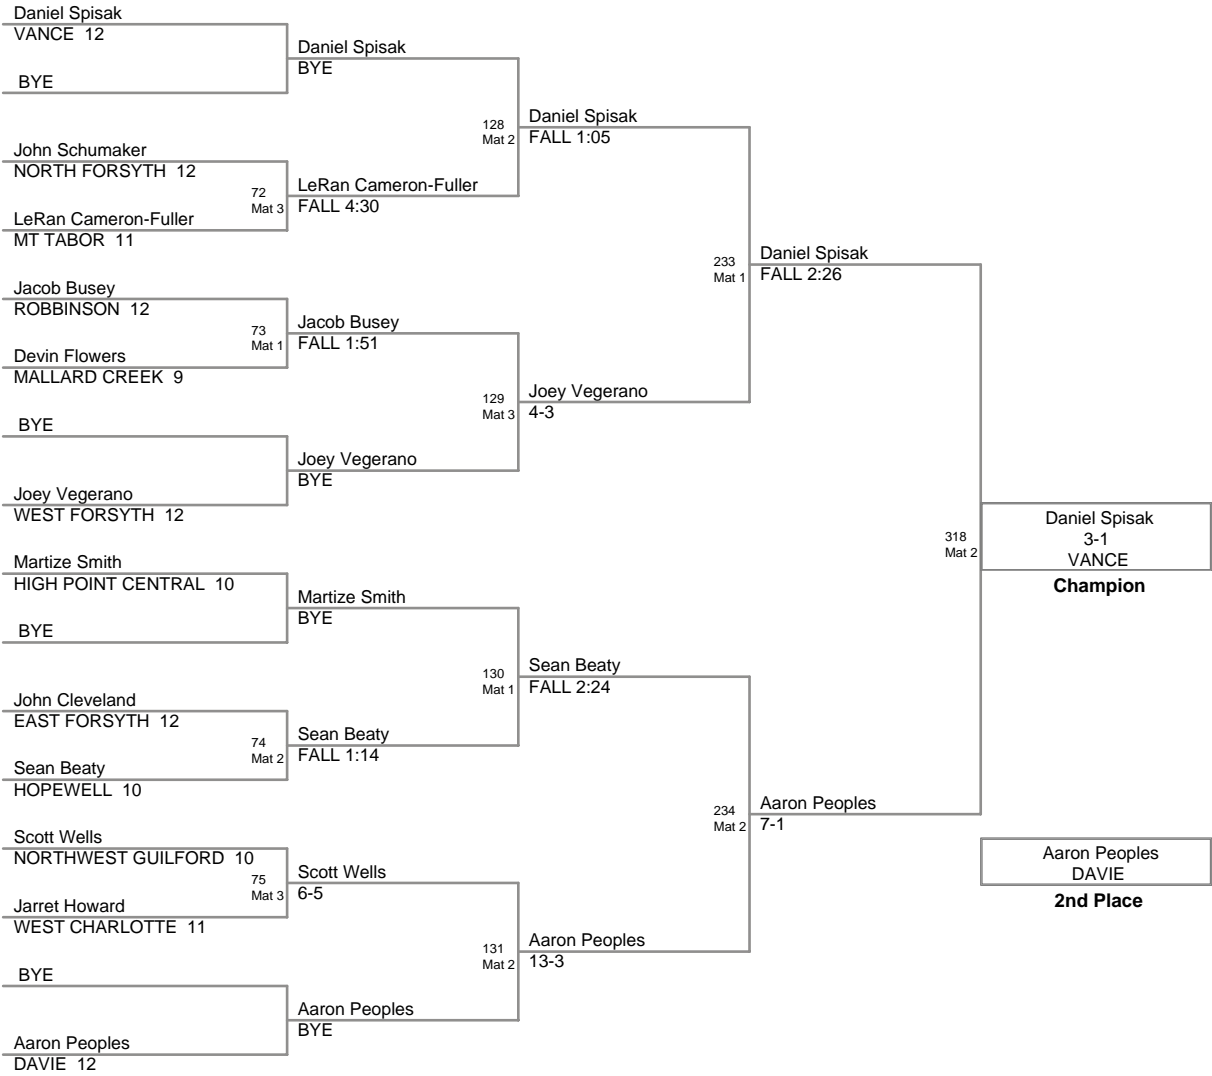 Daniel Spisak
VANCE 12
BYE
John Schumaker
NORTH FORSYTH 12
LeRan Cameron-Fuller
MT TABOR 11
Jacob Busey
ROBBINSON 12
Devin Flowers
MALLARD CREEK 9
BYE
Joey Vegerano
WEST FORSYTH 12
Martize Smith
HIGH POINT CENTRAL 10
BYE
John Cleveland
EAST FORSYTH 12
Sean Beaty
HOPEWELL 10
Scott Wells
NORTHWEST GUILFORD 10
Jarret Howard
WEST CHARLOTTE 11
BYE
Aaron Peoples
DAVIE 12
Daniel Spisak
BYE
72
Mat 3
LeRan Cameron-Fuller
FALL 4:30
73
Mat 1
Jacob Busey
FALL 1:51
Joey Vegerano
BYE
Martize Smith
BYE
74
Mat 2
Sean Beaty
FALL 1:14
75
Mat 3
Scott Wells
6-5
Aaron Peoples
BYE
128
Mat 2
Daniel Spisak
FALL 1:05
129
Mat 3
Joey Vegerano
4-3
130
Mat 1
Sean Beaty
FALL 2:24
131
Mat 2
Aaron Peoples
13-3
233
Mat 1
Daniel Spisak
FALL 2:26
234
Mat 2
Aaron Peoples
7-1
318
Mat 2
Daniel Spisak
3-1
VANCE
Champion
Aaron Peoples
DAVIE
2nd Place